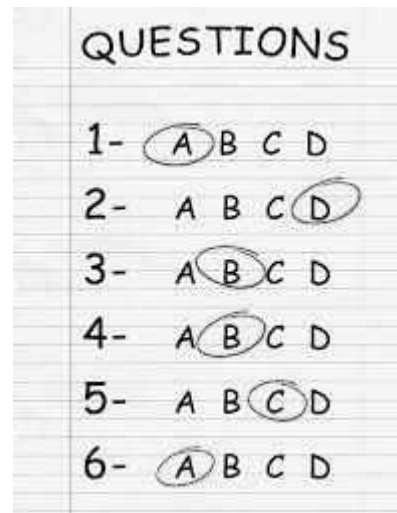 QUESTIONS
1- A B C D
2- A B C D
3- A B C D
4- A B C D
5- A B C D
6- A B C D